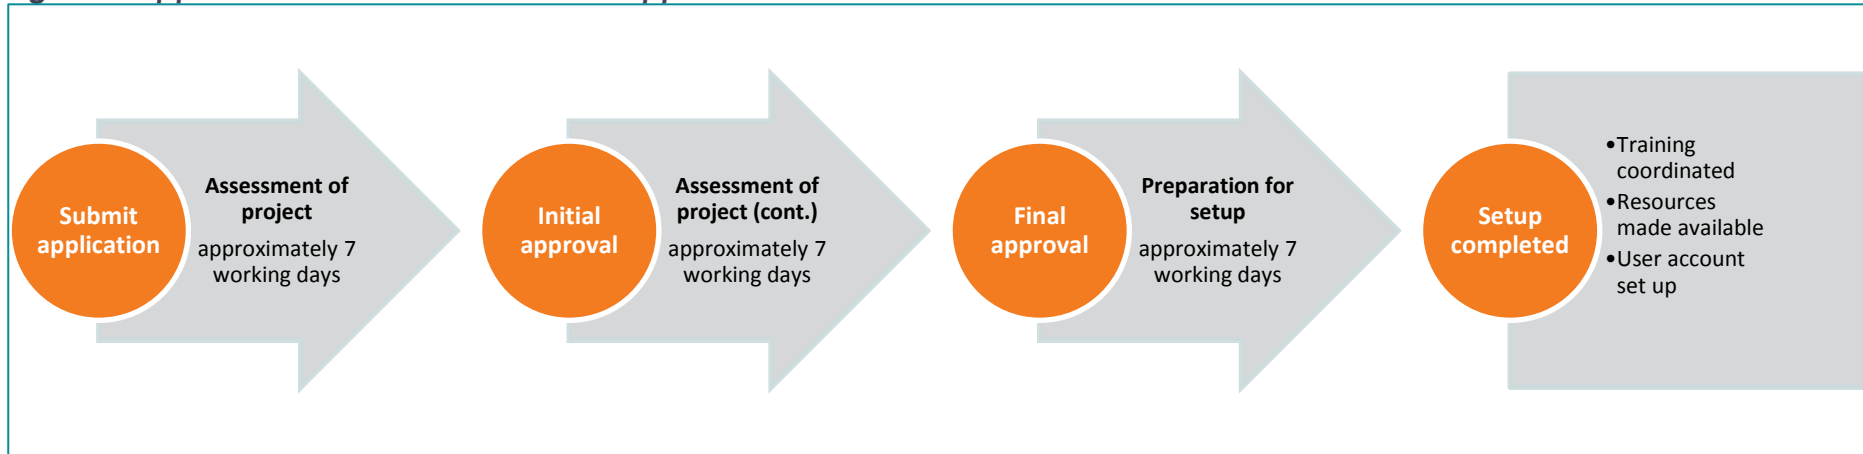 Submit
application
Assessment of
project
approximately 7
working days
Initial
approval
Assessment of
project (cont.)
approximately 7
working days
Final
approval
Preparation for
setup
approximately 7
working days
Setup
completed
•Training
coordinated
•Resources
made available
•User account
set up